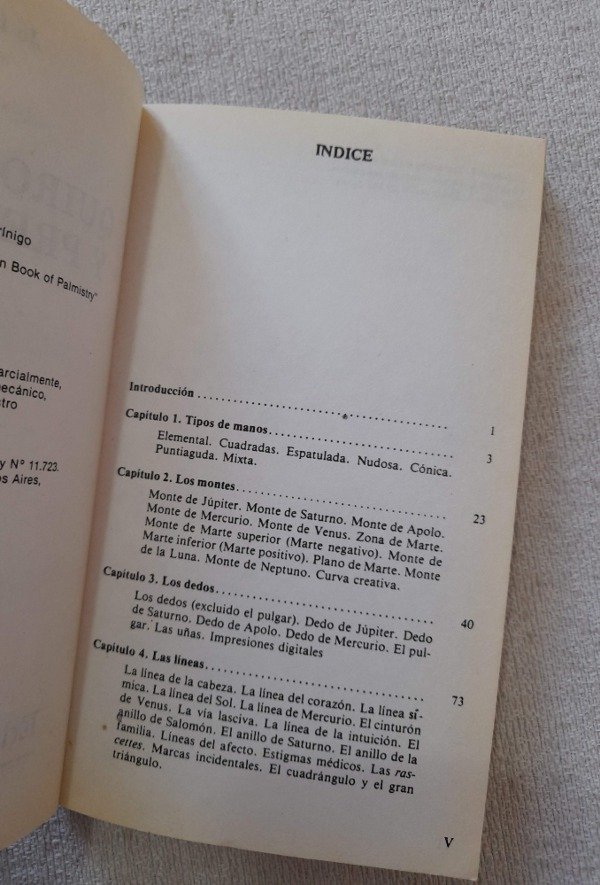 rínigo
n Book of Palmistry"
arcialmente,
ecánico,
stro
y Nº 11.723.
os Aires,
INDICE
Introducción ........................................ 1
Capítulo 1. Tipos de manos .............................. 3
Elemental. Cuadradas. Espatulada. Nudosa. Cónica.
Puntiaguda. Mixta.
Capítulo 2. Los montes ................................ 23
Monte de Júpiter. Monte de Saturno. Monte de Apolo.
Monte de Mercurio. Monte de Venus. Zona de Marte.
Monte de Marte superior (Marte negativo). Monte de
Marte inferior (Marte positivo). Plano de Marte. Monte
de la Luna. Monte de Neptuno. Curva creativa.
Capítulo 3. Los dedos ................................. 40
Los dedos (excluido el pulgar). Dedo de Júpiter. Dedo
de Saturno. Dedo de Apolo. Dedo de Mercurio. El pul-
gar. Las uñas. Impresiones digitales
Capítulo 4. Las líneas ................................. 73
La línea de la cabeza. La línea del corazón. La línea sí-
mica. La línea del Sol. La línea de Mercurio. El cinturón
de Venus. La vía lasciva. La línea de la intuición. El
anillo de Salomón. El anillo de Saturno. El anillo de la
familia. Líneas del afecto. Estigmas médicos. Las ras-
cettes. Marcas incidentales. El cuadrángulo y el gran
triángulo.
V